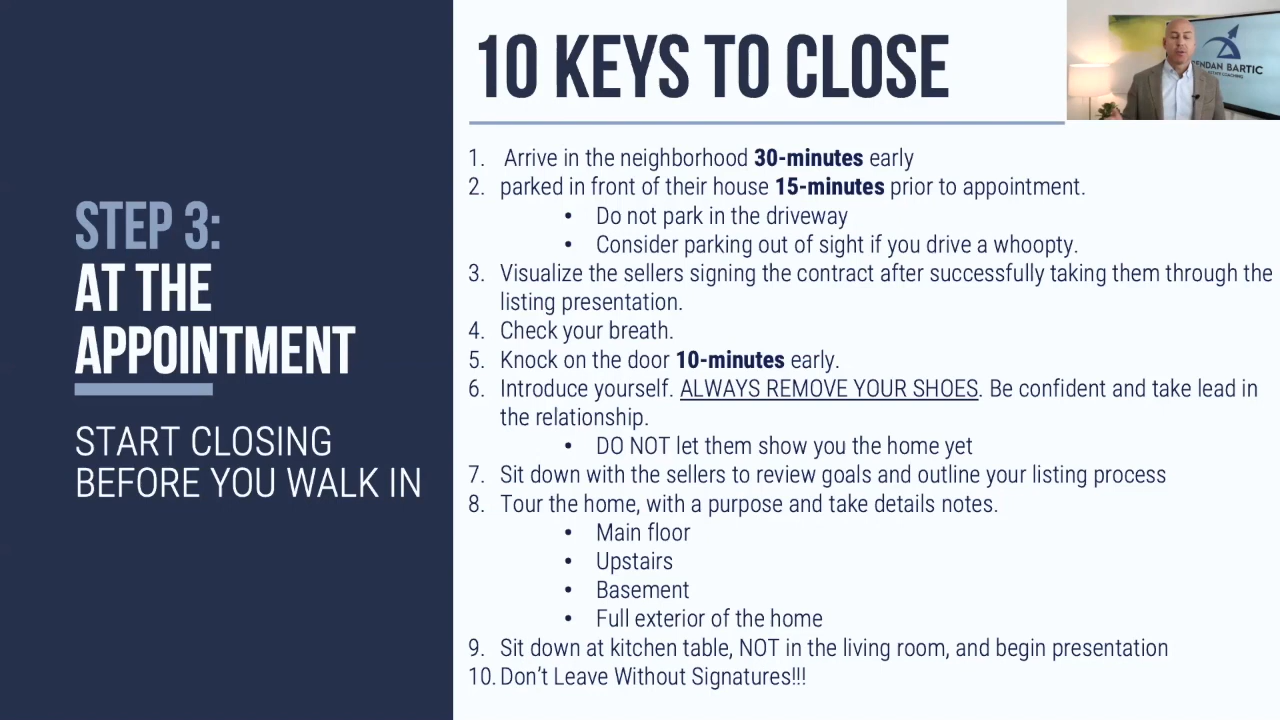 10 KEYS TO CLOSE
STEP 3:
AT THE
APPOINTMENT
START CLOSING
BEFORE YOU WALK IN
1. Arrive in the neighborhood 30-minutes early
2. parked in front of their house 15-minutes prior to appointment.
• Do not park in the driveway
• Consider parking out of sight if you drive a whoopty.
3. Visualize the sellers signing the contract after successfully taking them through the
listing presentation.
4. Check your breath.
5. Knock on the door 10-minutes early.
6. Introduce yourself. ALWAYS REMOVE YOUR SHOES. Be confident and take lead in
the relationship.
• DO NOT let them show you the home yet
7. Sit down with the sellers to review goals and outline your listing process
8. Tour the home, with a purpose and take details notes.
• Main floor
• Upstairs
• Basement
• Full exterior of the home
9. Sit down at kitchen table, NOT in the living room, and begin presentation
10. Don’t Leave Without Signatures!!!
BARTIC
COACHING